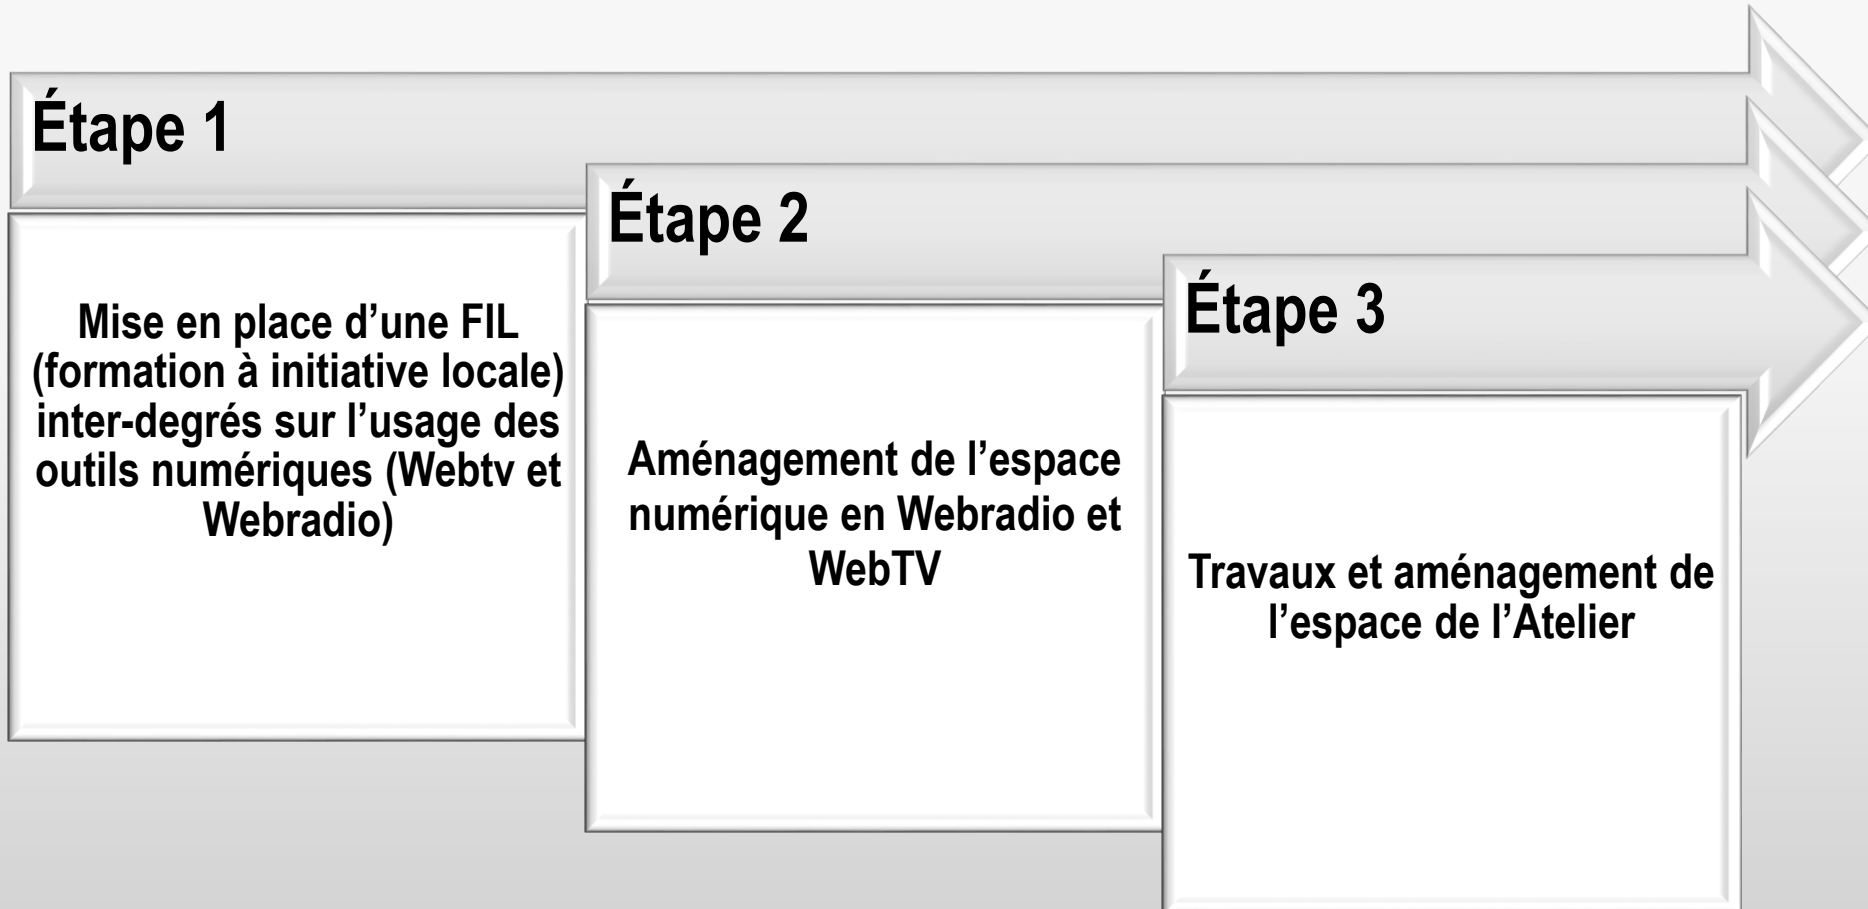 Étape 1
Mise en place d’une FIL
(formation à initiative locale)
inter-degrés sur l’usage des
outils numériques (Webtv et
Webradio)
Étape 2
Aménagement de l’espace
numérique en Webradio et
WebTV
Étape 3
Travaux et aménagement de
l’espace de l’Atelier